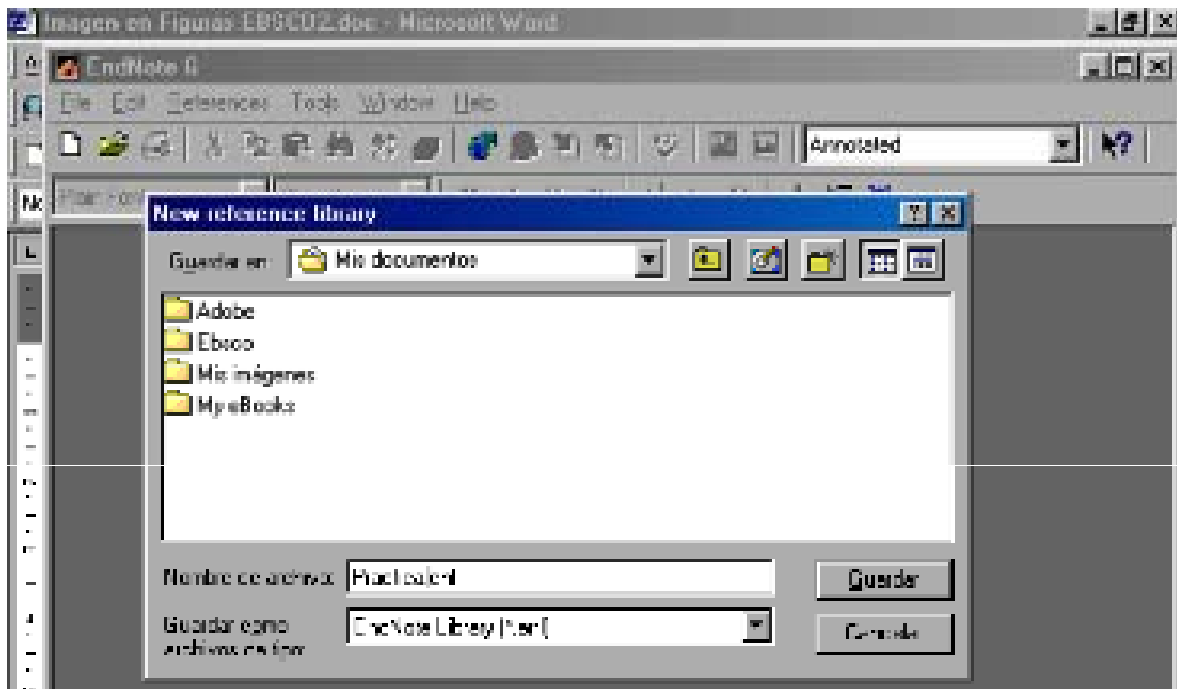 Imagen en Figuras EBSCO2.doc - Microsoft Word
EndNote 6
File Edit References Tools Window Help
Annotated
Plain Font
New reference library
Guardar en: Mis documentos
Adobe
Ebsco
Mis imágenes
My eBooks
Nombre de archivo:
Guardar
Guardar como
archivos de tipo:
EndNote Library (*.enl)
Cancelar